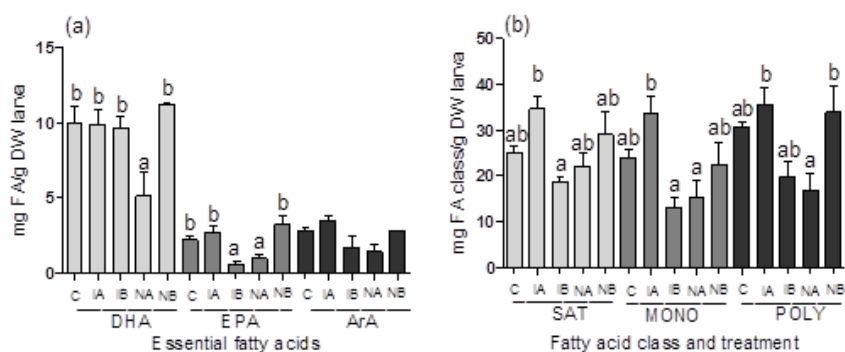 (a)
mg FA/g DW larva
15
10
5
0
b b b a b
b b a a b
C IA IB NA NB C IA IB NA NB C IA IB NA NB
DHA EPA ArA
Essential fatty acids
(b)
mg FA class/g DW larva
50
40
30
20
10
0
ab b a ab ab ab b a a ab ab b ab a b
C IA IB NA NB C IA IB NA NB C IA IB NA NB
SAT MONO POLY
Fatty acid class and treatment